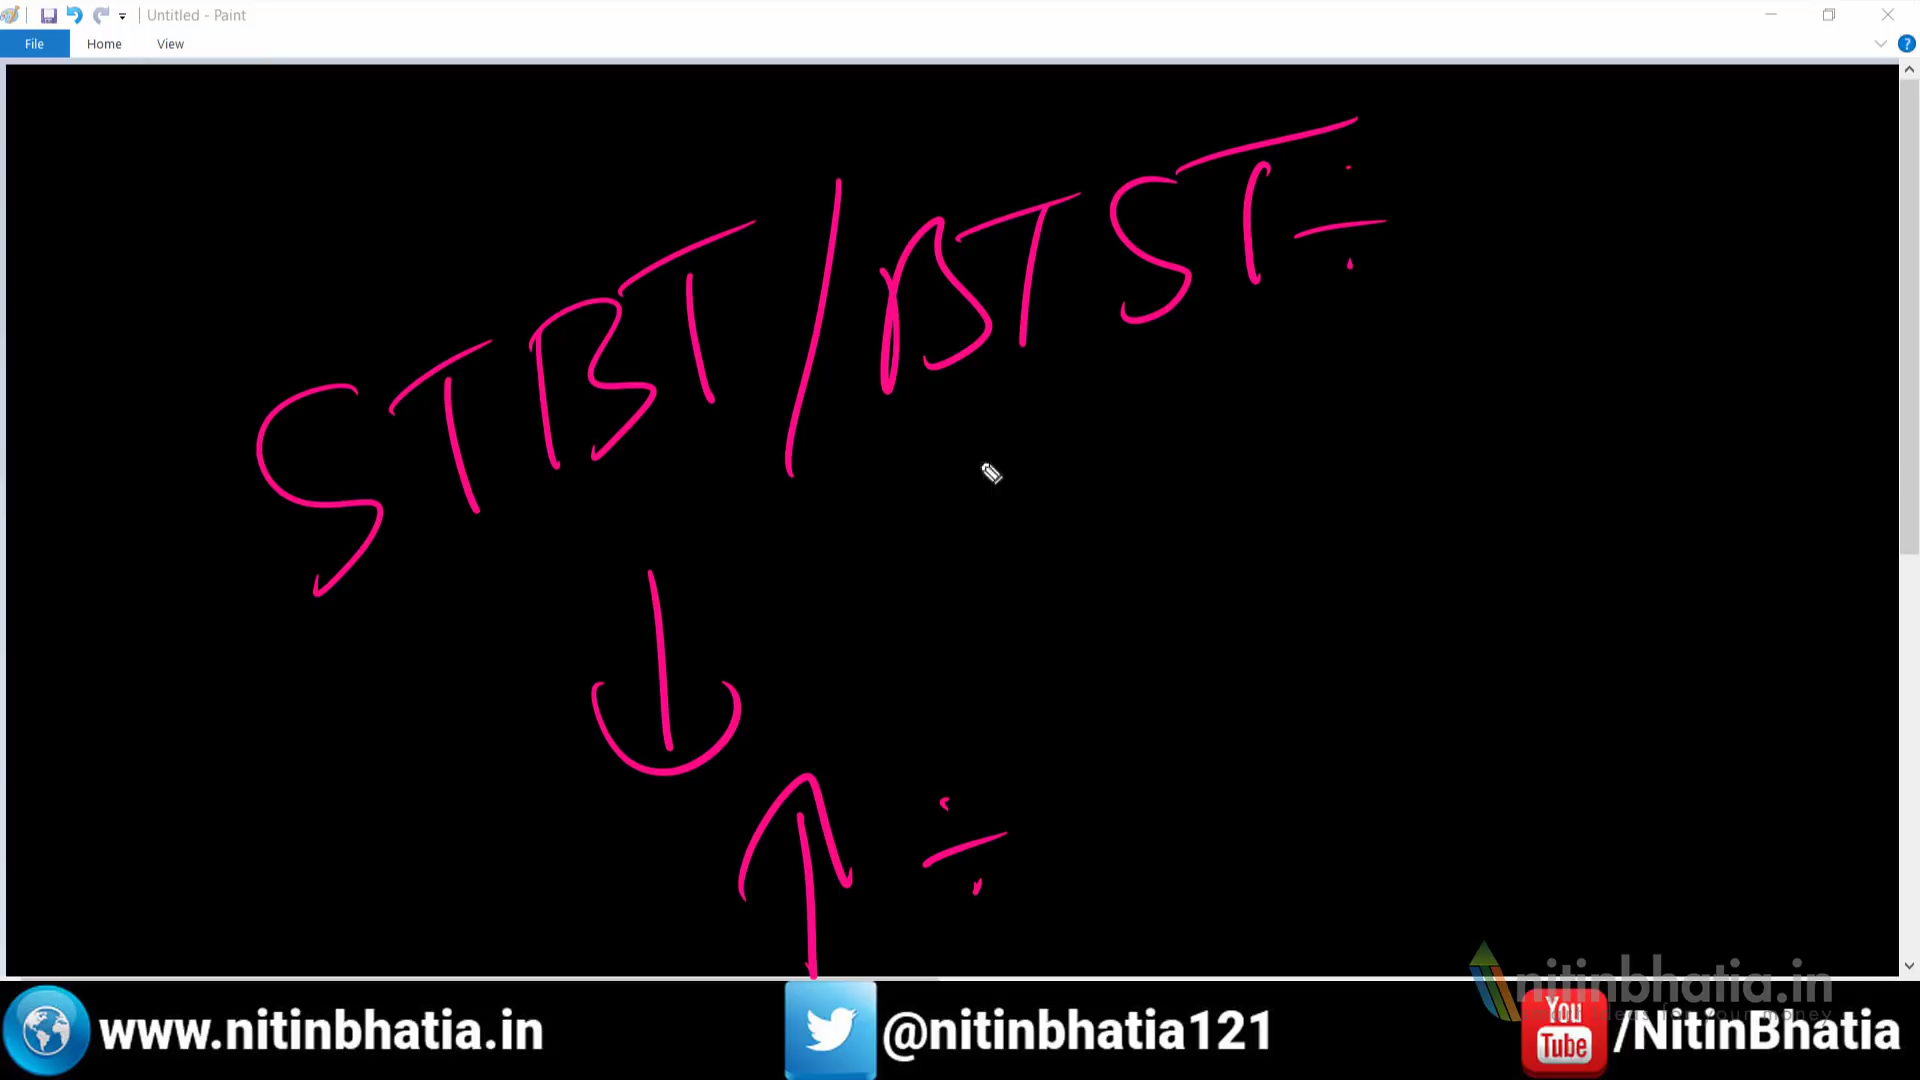 Untitled - Paint
File Home View
STBT/BTST÷
↓
↑ ÷
nitinbhatia.in
www.nitinbhatia.in @nitinbhatia121 You Tube /NitinBhatia